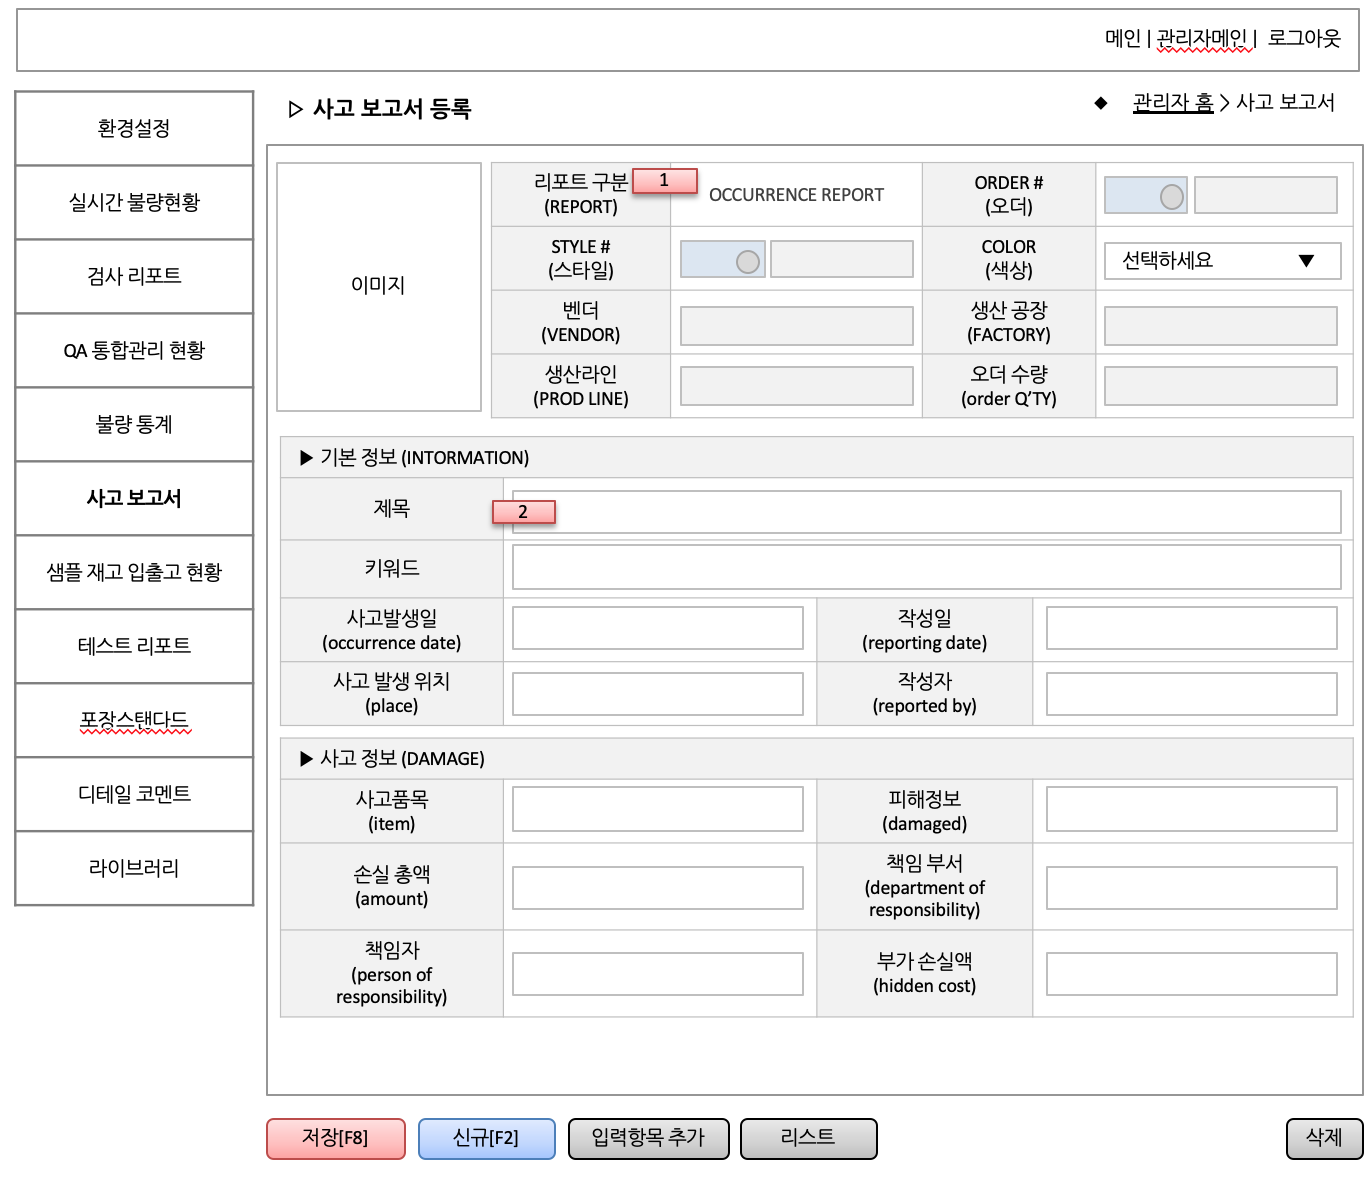 메인 | 관리자메인 | 로그아웃
환경설정
실시간 불량현황
검사 리포트
QA 통합관리 현황
불량 통계
사고 보고서
샘플 재고 입출고 현황
테스트 리포트
포장스탠다드
디테일 코멘트
라이브러리
▷ 사고 보고서 등록
◆ 관리자 홈 > 사고 보고서
이미지
리포트 구분
(REPORT)
1
OCCURRENCE REPORT
ORDER #
(오더)
STYLE #
(스타일)
COLOR
(색상)
선택하세요 ▼
벤더
(VENDOR)
생산 공장
(FACTORY)
생산라인
(PROD LINE)
오더 수량
(order Q’TY)
▶ 기본 정보 (INTORMATION)
제목
2
키워드
사고발생일
(occurrence date)
작성일
(reporting date)
사고 발생 위치
(place)
작성자
(reported by)
▶ 사고 정보 (DAMAGE)
사고품목
(item)
피해정보
(damaged)
손실 총액
(amount)
책임 부서
(department of
responsibility)
책임자
(person of
responsibility)
부가 손실액
(hidden cost)
저장[F8]
신규[F2]
입력항목 추가
리스트
삭제